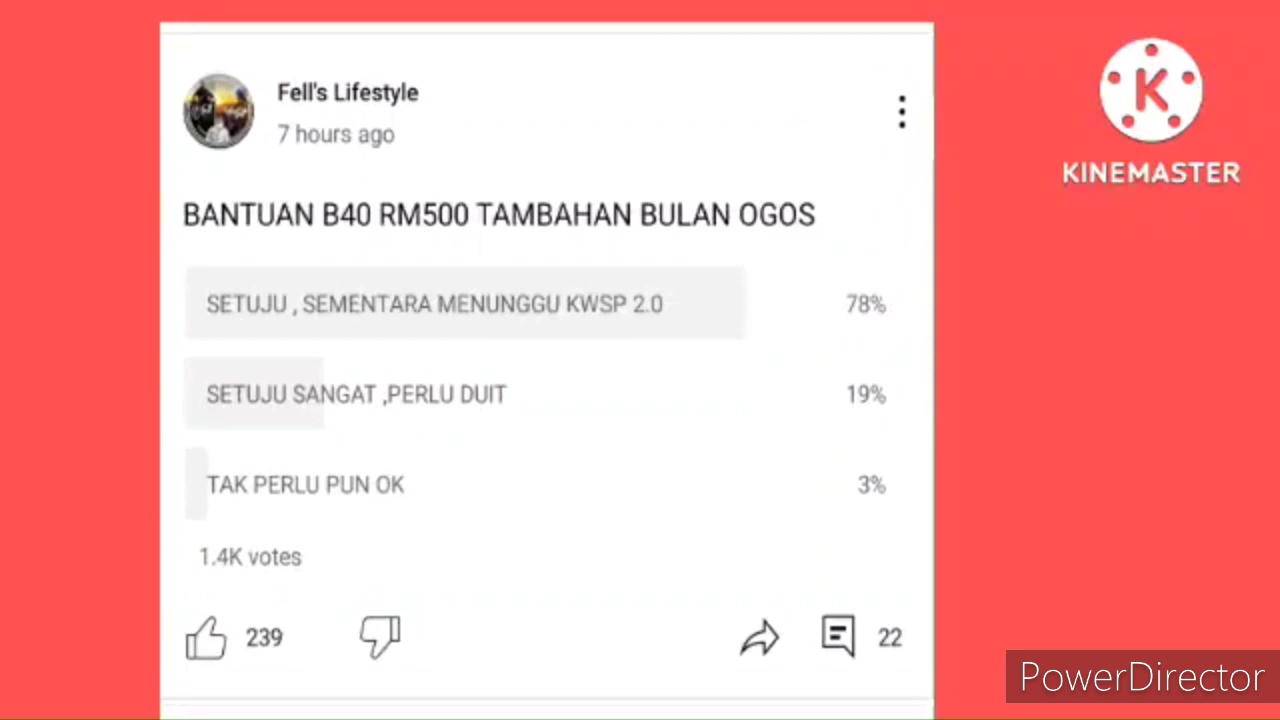 Fell's Lifestyle
7 hours ago
KINEMASTER
BANTUAN B40 RM500 TAMBAHAN BULAN OGOS
SETUJU , SEMENTARA MENUNGGU KWSP 2.0 78%
SETUJU SANGAT ,PERLU DUIT 19%
TAK PERLU PUN OK 3%
1.4K votes
239 22
PowerDirector